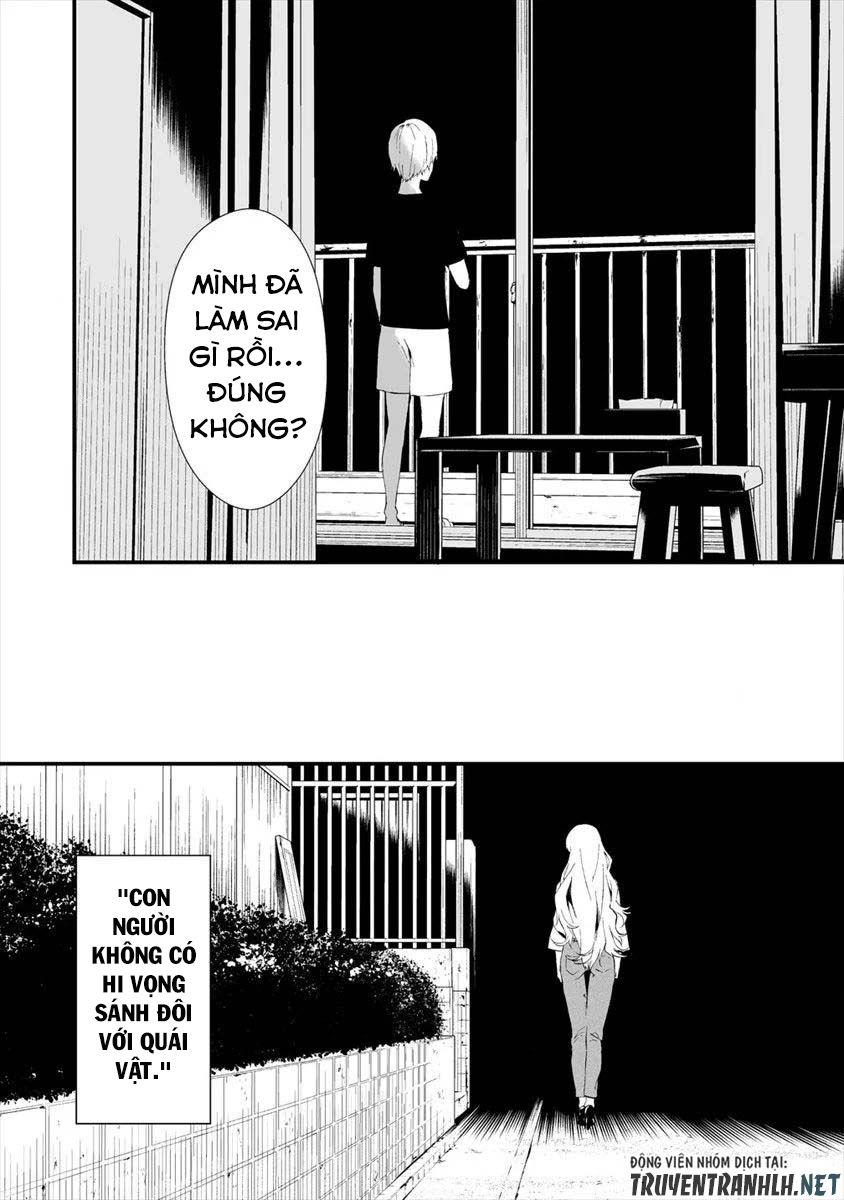 MÌNH ĐÃ
LÀM SAI
GÌ RỒI...
ĐÚNG
KHÔNG?
"CON
NGƯỜI
KHÔNG CÓ
HI VỌNG
SÁNH ĐÔI
VỚI QUÁI
VẬT."
ĐỘNG VIÊN NHÓM DỊCH TẠI:
TRUYENTRANHLH.NET